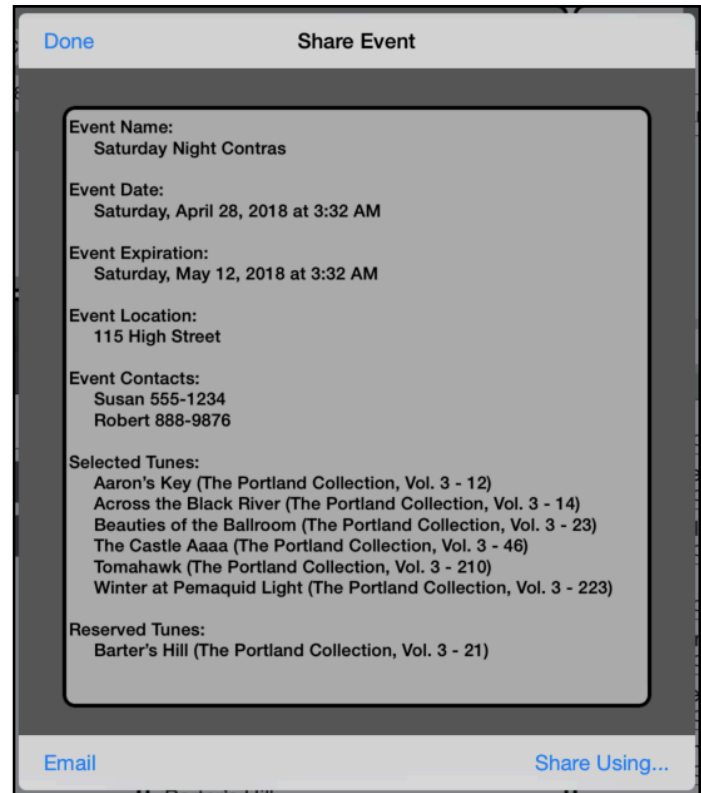 Done
Share Event
Event Name:
Saturday Night Contras
Event Date:
Saturday, April 28, 2018 at 3:32 AM
Event Expiration:
Saturday, May 12, 2018 at 3:32 AM
Event Location:
115 High Street
Event Contacts:
Susan 555-1234
Robert 888-9876
Selected Tunes:
Aaron's Key (The Portland Collection, Vol. 3 - 12)
Across the Black River (The Portland Collection, Vol. 3 - 14)
Beauties of the Ballroom (The Portland Collection, Vol. 3 - 23)
The Castle Aaaa (The Portland Collection, Vol. 3 - 46)
Tomahawk (The Portland Collection, Vol. 3 - 210)
Winter at Pemaquid Light (The Portland Collection, Vol. 3 - 223)
Reserved Tunes:
Barter's Hill (The Portland Collection, Vol. 3 - 21)
Email
Share Using...